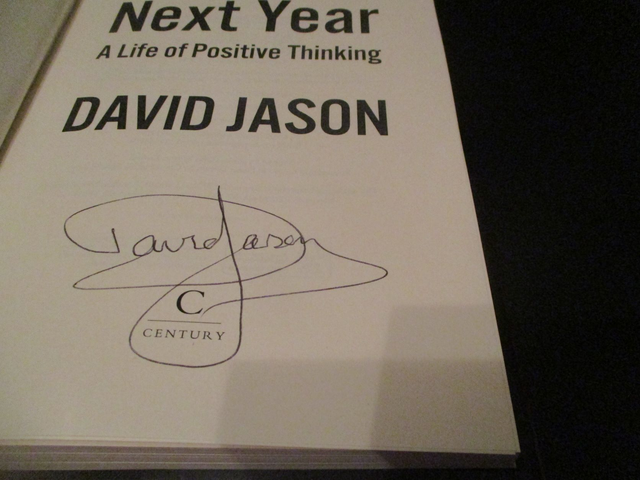 Next Year
A Life of Positive Thinking
DAVID JASON
David Jason
C
CENTURY